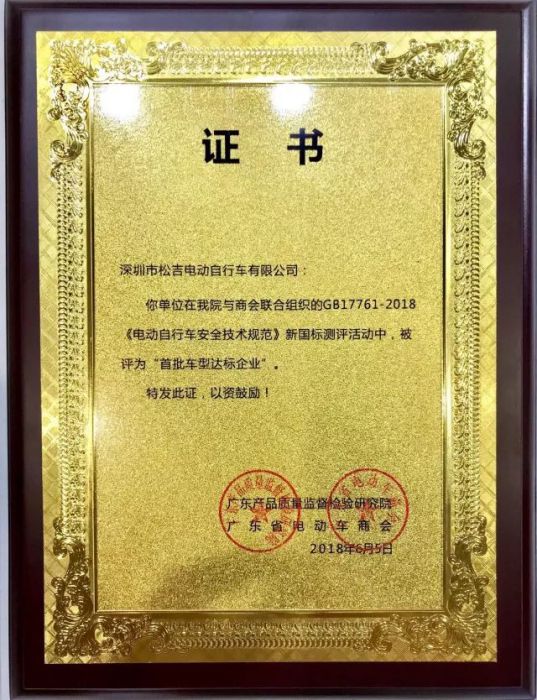 证 书
深圳市松吉电动自行车有限公司：
你单位在我院与商会联合组织的GB17761-2018
《电动自行车安全技术规范》新国标测评活动中，被
评为“首批车型达标企业”。
特发此证，以资鼓励！
广东产品质量监督检验研究院
广东省电动车商会
2018年6月5日